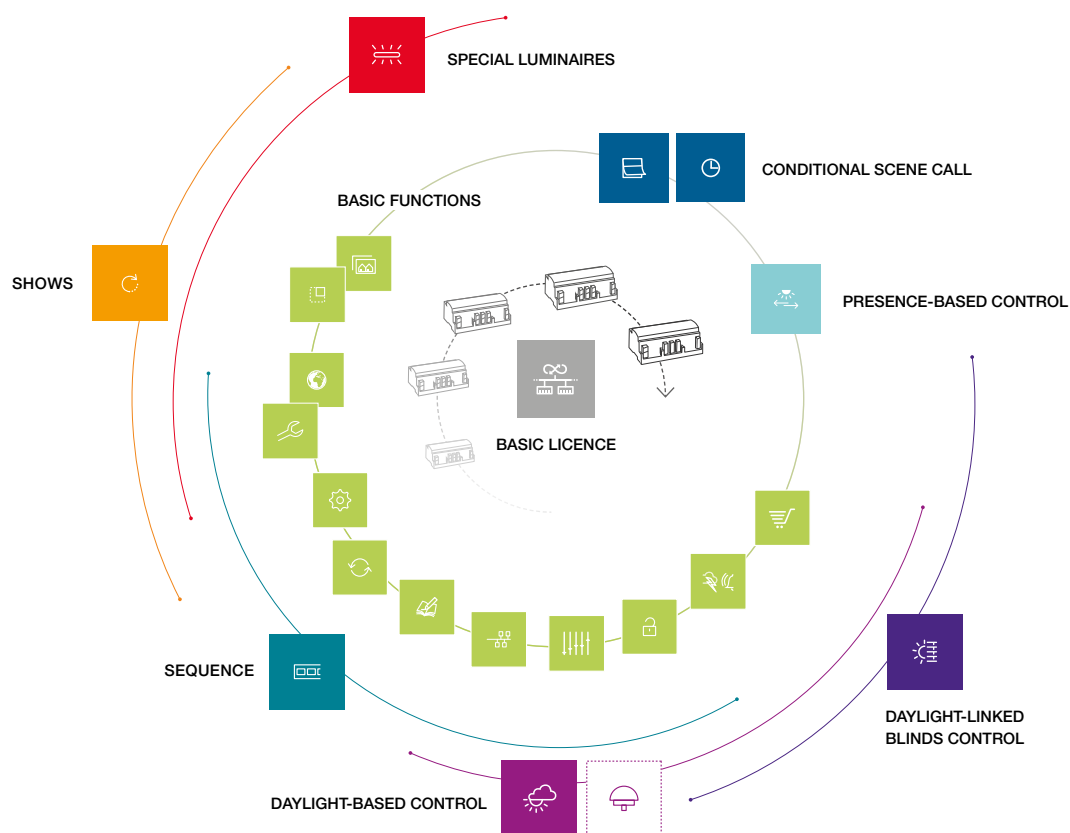 SPECIAL LUMINAIRES
CONDITIONAL SCENE CALL
BASIC FUNCTIONS
SHOWS
PRESENCE-BASED CONTROL
BASIC LICENCE
SEQUENCE
DAYLIGHT-LINKED
BLINDS CONTROL
DAYLIGHT-BASED CONTROL